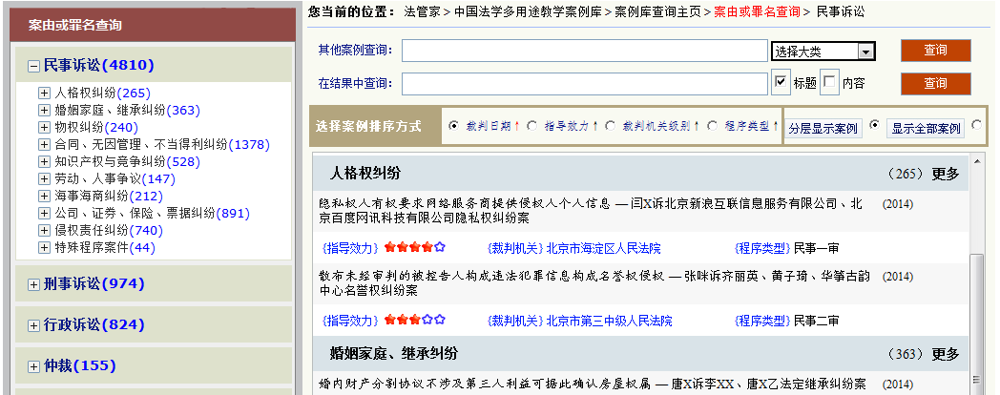 案由或罪名查询
民事诉讼(4810)
人格权纠纷(265)
婚姻家庭、继承纠纷(363)
物权纠纷(240)
合同、无因管理、不当得利纠纷(1378)
知识产权与竞争纠纷(528)
劳动、人事争议(147)
海事海商纠纷(212)
公司、证券、保险、票据纠纷(891)
侵权责任纠纷(740)
特殊程序案件(44)
刑事诉讼(974)
行政诉讼(824)
仲裁(155)
您当前的位置： 法管家>中国法学多用途教学案例库>案例库查询主页>案由或罪名查询> 民事诉讼
其他案例查询： 选择大类 查询
在结果中查询： 标题 内容 查询
选择案例排序方式 裁判日期↑ 指导效力↑ 裁判机关级别↑ 程序类型↑ 分层显示案例 显示全部案例
人格权纠纷 （265）更多
隐私权人有权要求网络服务商提供侵权人个人信息 — 闫X诉北京新浪互联信息服务有限公司、北 (2014)
京百度网讯科技有限公司隐私权纠纷案
{指导效力} {裁判机关} 北京市海淀区人民法院 {程序类型} 民事一审
散布未经审判的被控告人构成违法犯罪信息构成名誉权侵权 — 张咪诉齐丽英、黄子琦、华筝古韵 (2014)
中心名誉权纠纷案
{指导效力} {裁判机关} 北京市第三中级人民法院 {程序类型} 民事二审
婚姻家庭、继承纠纷 （363）更多
婚内财产分割协议不涉及第三人利益可据此确认房屋权属 — 唐X诉李XX、唐X乙法定继承纠纷案 (2014)